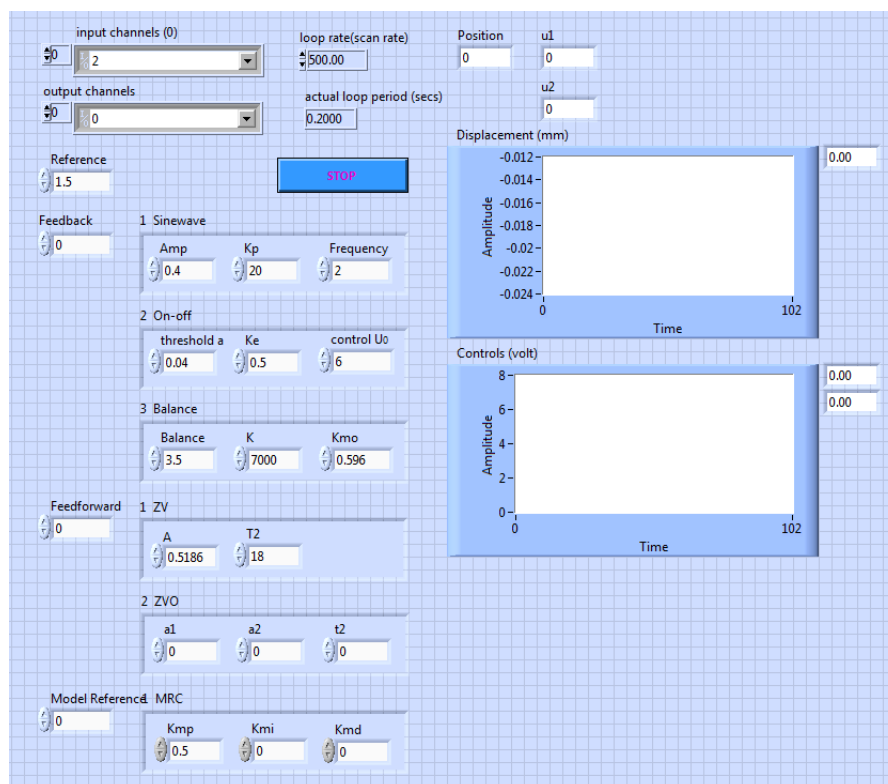 input channels (0)
0
2
output channels
0
0
loop rate(scan rate)
500.00
actual loop period (secs)
0.2000
Position
0
u1
0
u2
0
Reference
1.5
STOP
Feedback
0
1 Sinewave
Amp Kp Frequency
0.4 20 2
2 On-off
threshold a Ke control U0
0.04 0.5 6
3 Balance
Balance K Kmo
3.5 7000 0.596
Feedforward
0
1 ZV
A T2
0.5186 18
2 ZVO
a1 a2 t2
0 0 0
Model Reference
0
1 MRC
Kmp Kmi Kmd
0.5 0 0
Displacement (mm)
0.00
Amplitude
-0.012
-0.014
-0.016
-0.018
-0.02
-0.022
-0.024
0 102
Time
Controls (volt)
0.00
0.00
Amplitude
8
6
4
2
0
0 102
Time